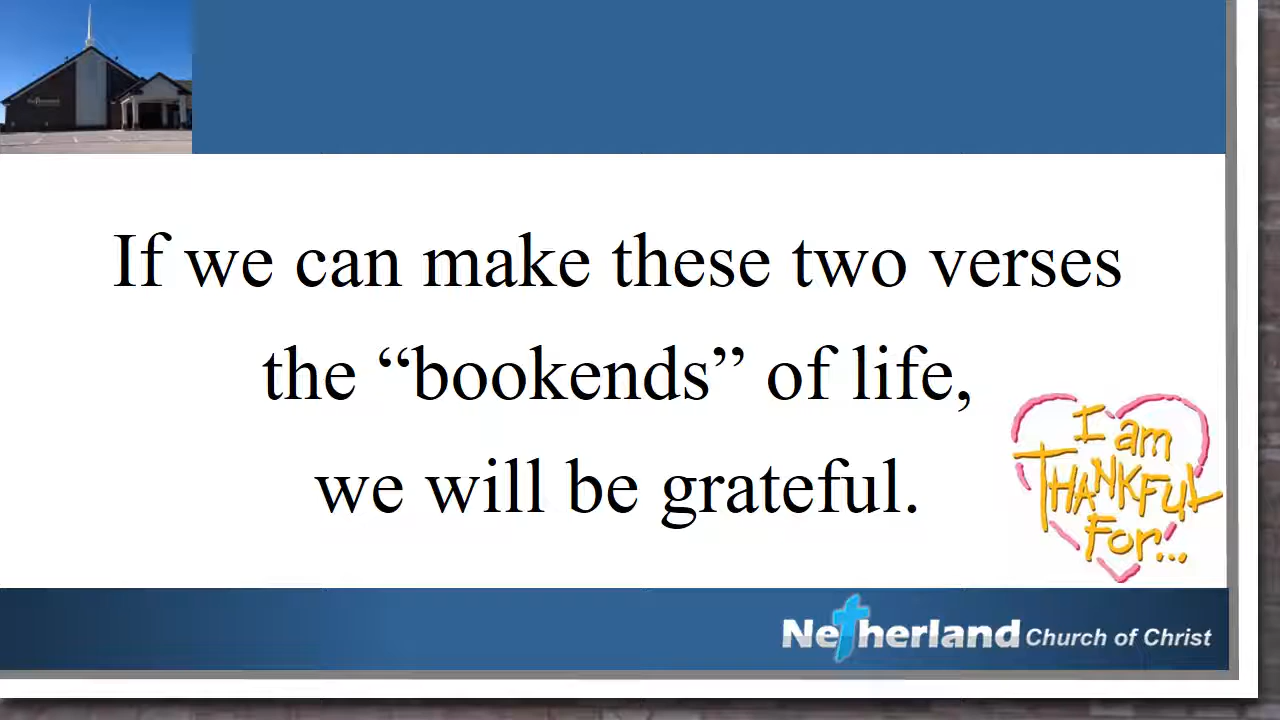 If we can make these two verses
the “bookends” of life,
we will be grateful.
I am
THANKFUL
For...
Netherland Church of Christ